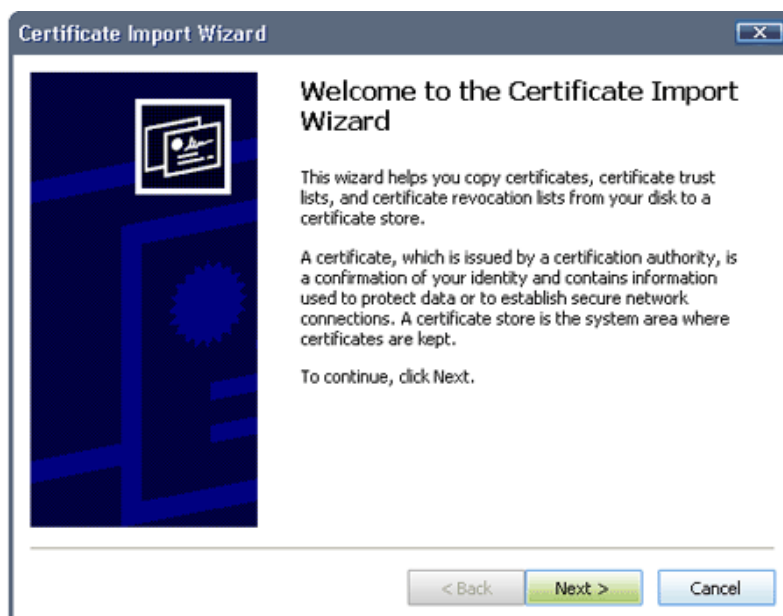 Certificate Import Wizard
Welcome to the Certificate Import
Wizard
This wizard helps you copy certificates, certificate trust
lists, and certificate revocation lists from your disk to a
certificate store.
A certificate, which is issued by a certification authority, is
a confirmation of your identity and contains information
used to protect data or to establish secure network
connections. A certificate store is the system area where
certificates are kept.
To continue, click Next.
< Back
Next >
Cancel